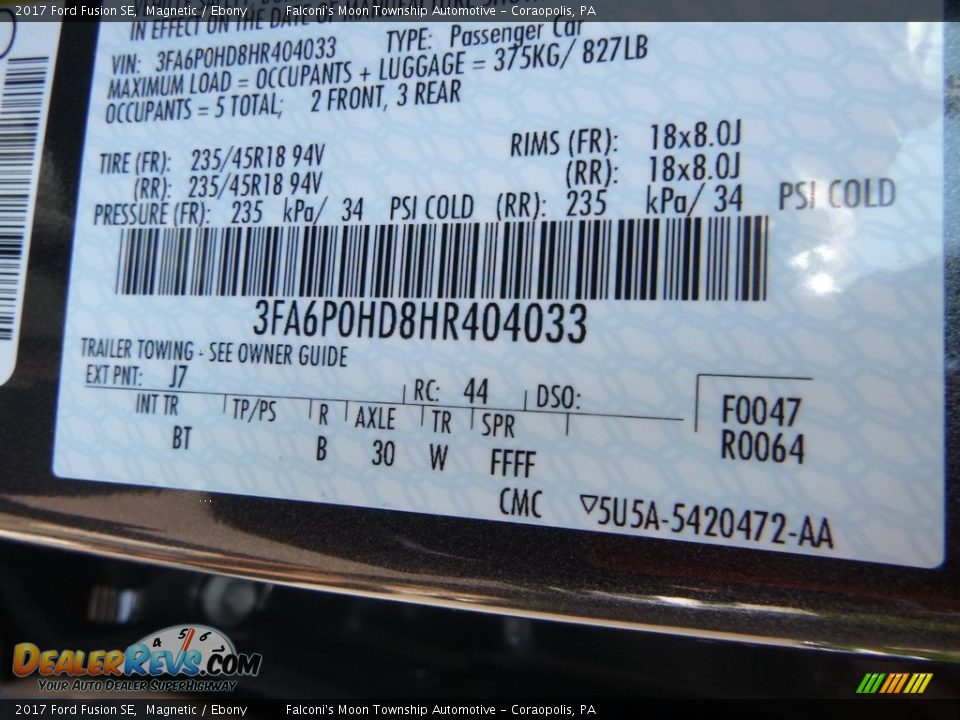 2017 Ford Fusion SE, Magnetic / Ebony Falconi's Moon Township Automotive - Coraopolis, PA
IN EFFECT ON THE DATE OF
VIN: 3FA6P0HD8HR404033 TYPE: Passenger Car
MAXIMUM LOAD = OCCUPANTS + LUGGAGE = 375KG/ 827LB
OCCUPANTS = 5 TOTAL; 2 FRONT, 3 REAR
TIRE (FR): 235/45R18 94V RIMS (FR): 18x8.0J
(RR): 235/45R18 94V (RR): 18x8.0J
PRESSURE (FR): 235 kPa/ 34 PSI COLD (RR): 235 kPa/ 34 PSI COLD
3FA6P0HD8HR404033
TRAILER TOWING - SEE OWNER GUIDE
EXT PNT: J7 RC: 44 DSO:
INT TR TP/PS R AXLE TR SPR
BT B 30 W FFFF
F0047
R0064
CMC ▽5U5A-5420472-AA
4 5 6
DEALERREVS.COM
Your Auto Dealer SuperHighway
2017 Ford Fusion SE, Magnetic / Ebony Falconi's Moon Township Automotive - Coraopolis, PA